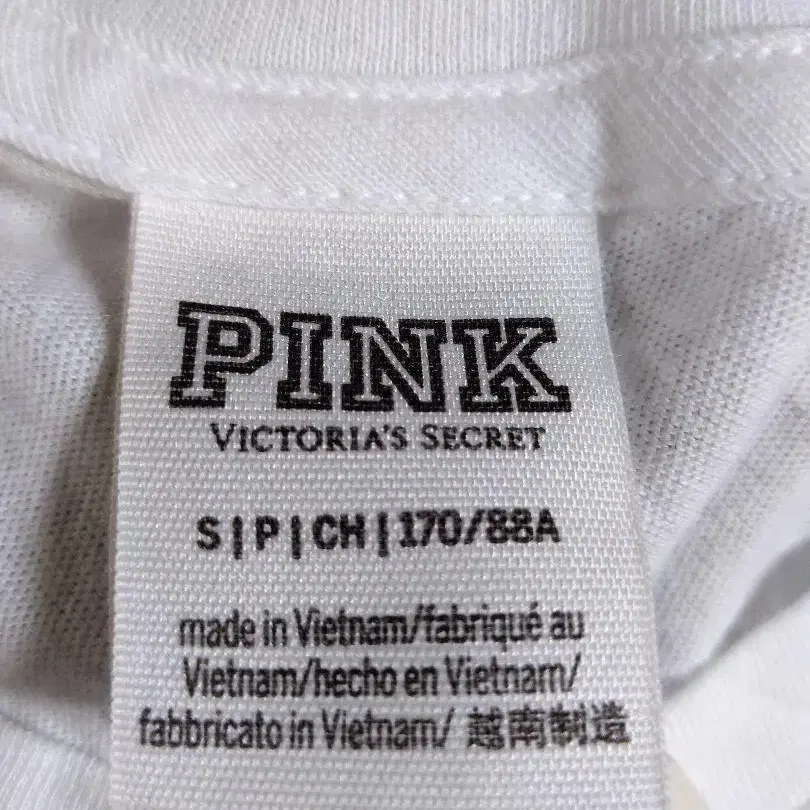 PINK
VICTORIA'S SECRET
S|P|CH|170/88A
made in Vietnam/fabriqué au
Vietnam/hecho en Vietnam/
fabbricato in Vietnam/ 越南制造